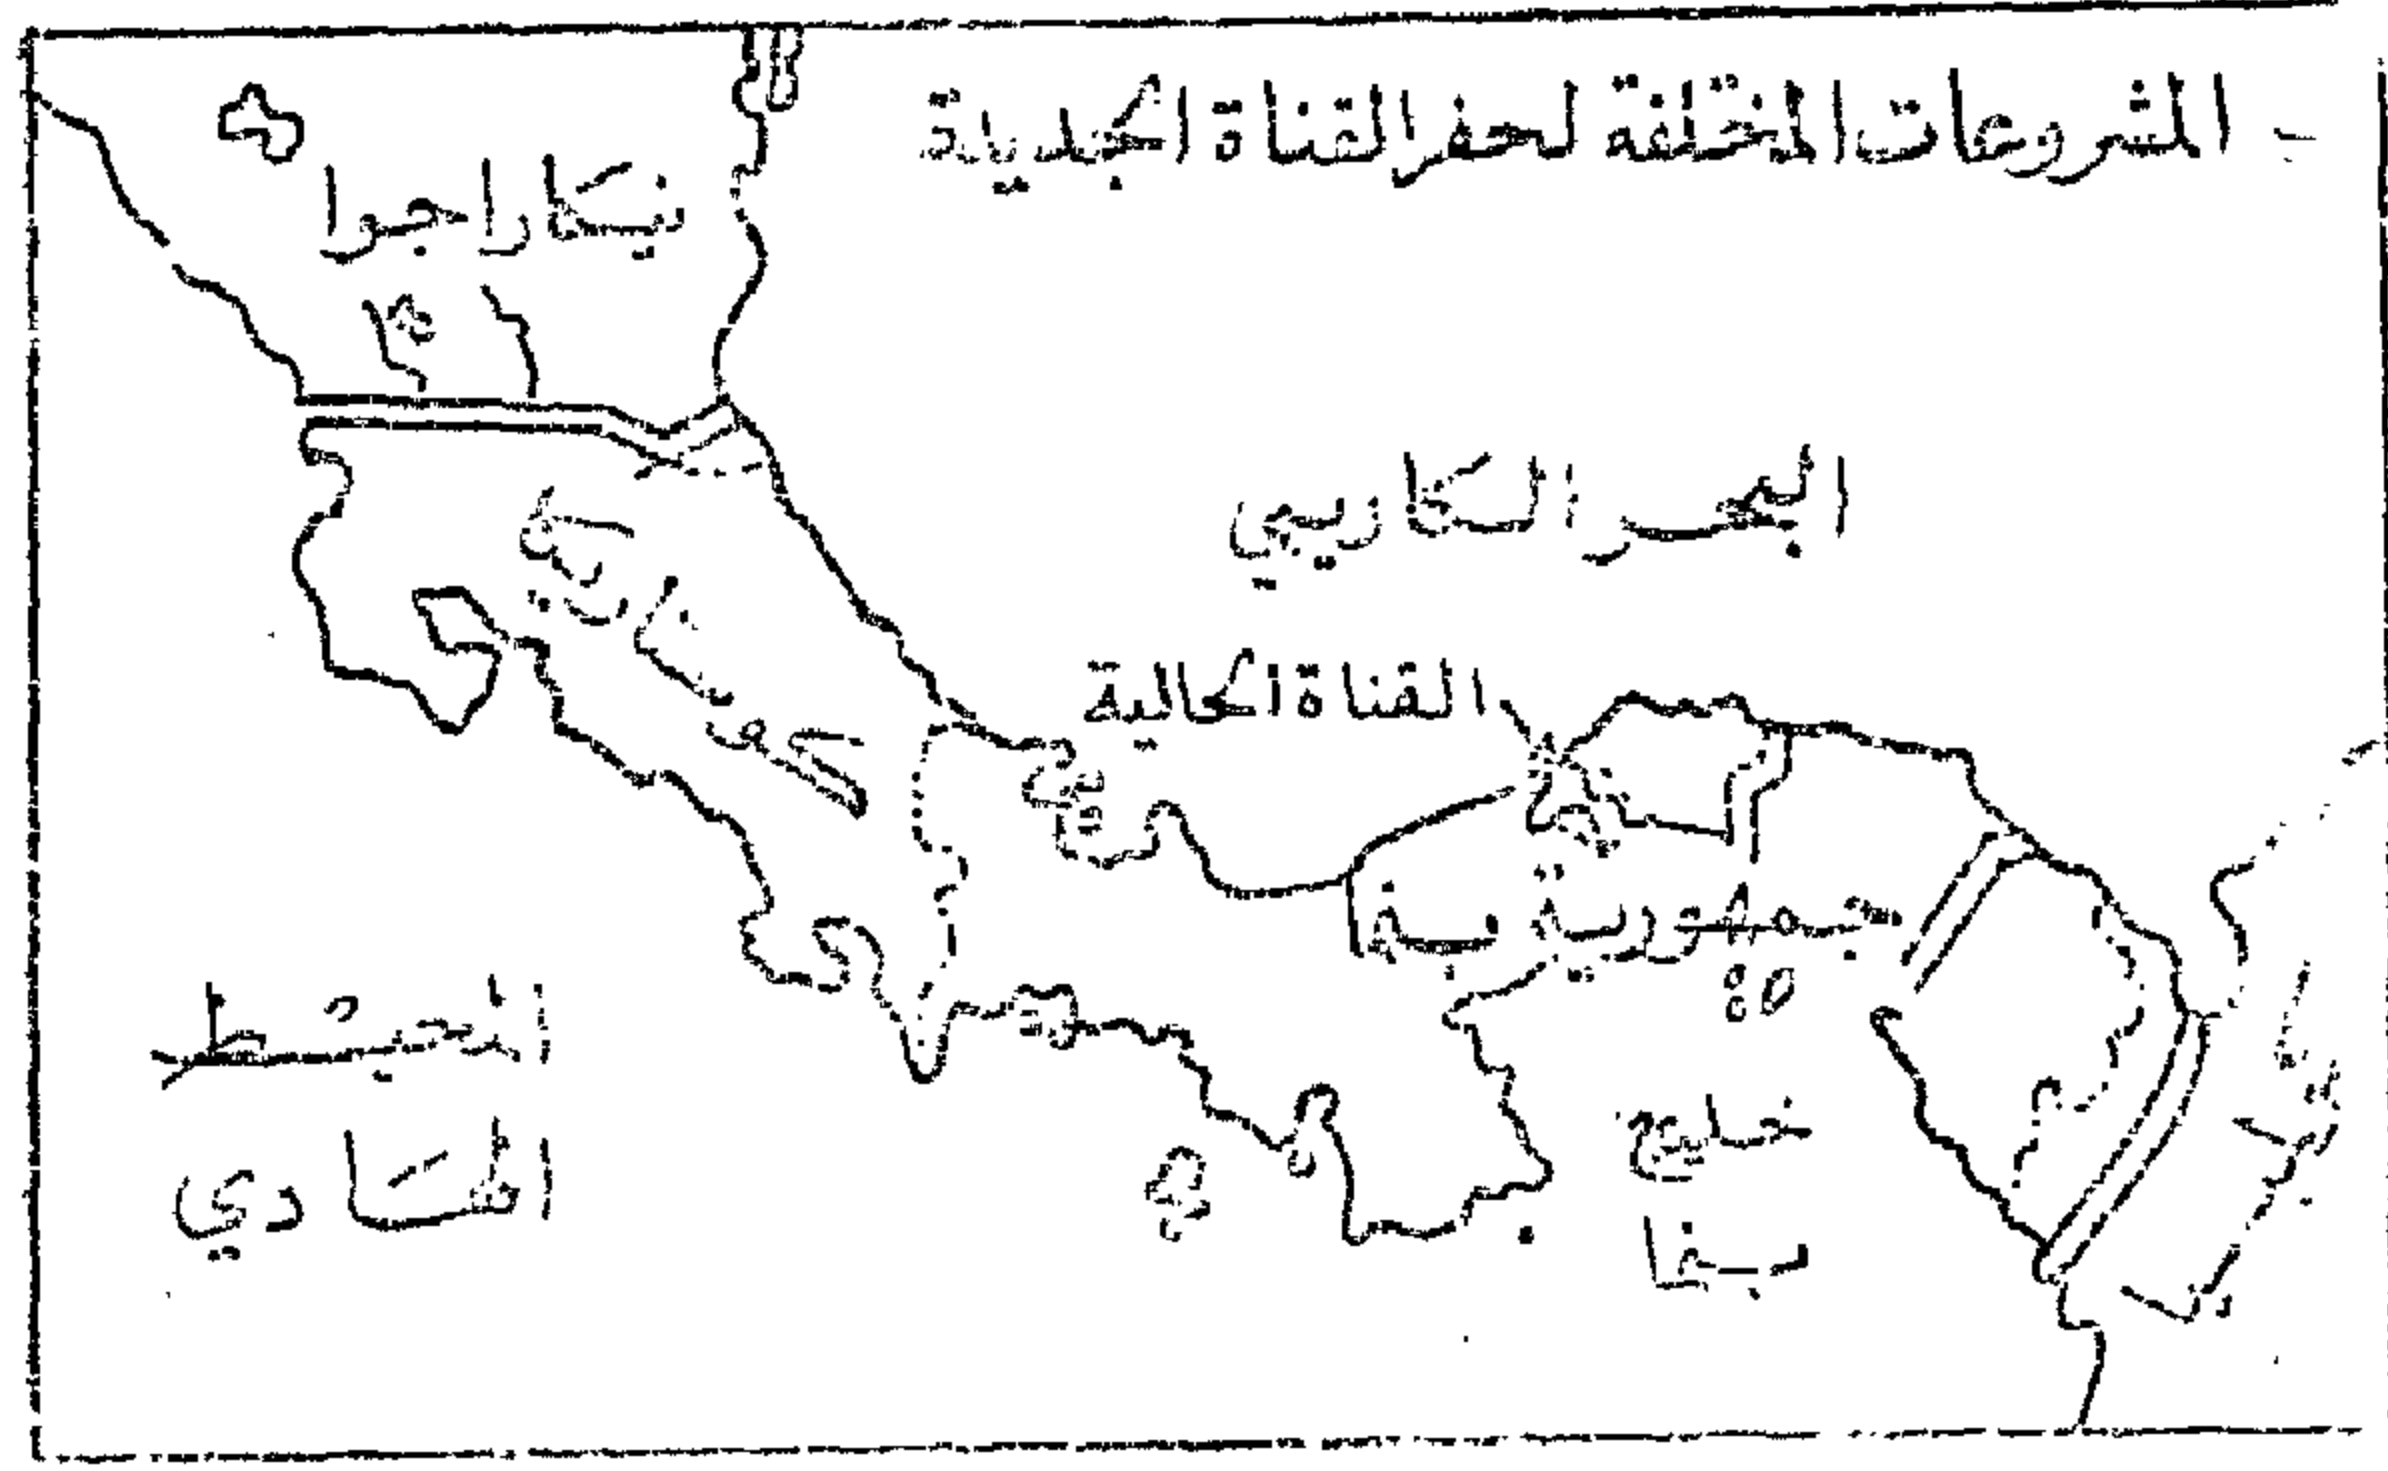 - المشروعات المختلفة لحفر القناة الجديدة
نيكاراجوا
البحر الكاريبي
كوستاريكا
القناة الحالية
جمهورية
المحيط
الهادي
خليج
بنما